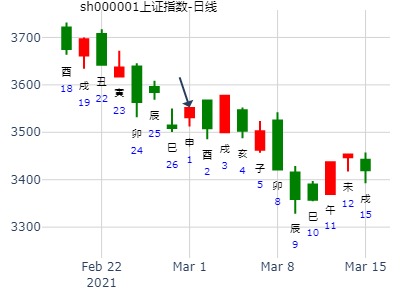 sh000001上证指数-日线
3700
3600
3500
3400
3300
酉
18
戌
19
丑
22
寅
23
卯
24
辰
25
巳
26
申
1
酉
2
戌
3
亥
4
子
5
卯
8
辰
9
巳
10
午
11
未
12
戌
15
Feb 22
2021
Mar 1
Mar 8
Mar 15